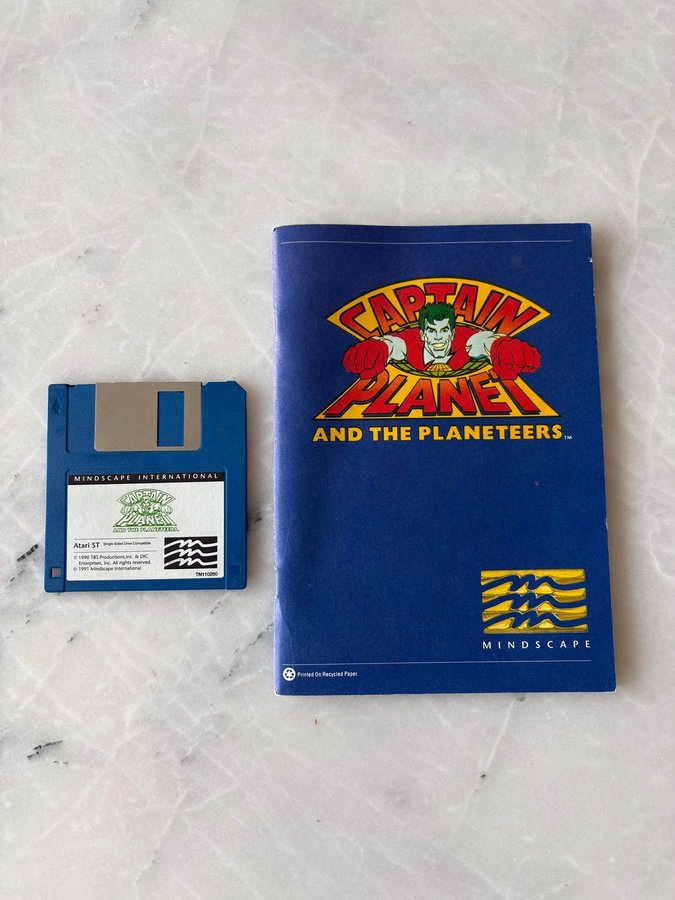 MINDSCAPE INTERNATIONAL
CAPTAIN
PLANET
AND THE PLANETEERS
Atari ST Single Sided Drive Compatible
© 1990 TBS Productions,Inc. & DIC
Enterprises, Inc. All rights reserved.
© 1991 Mindscape International
TN110260
CAPTAIN
PLANET
AND THE PLANETEERS™
MINDSCAPE
Printed On Recycled Paper.